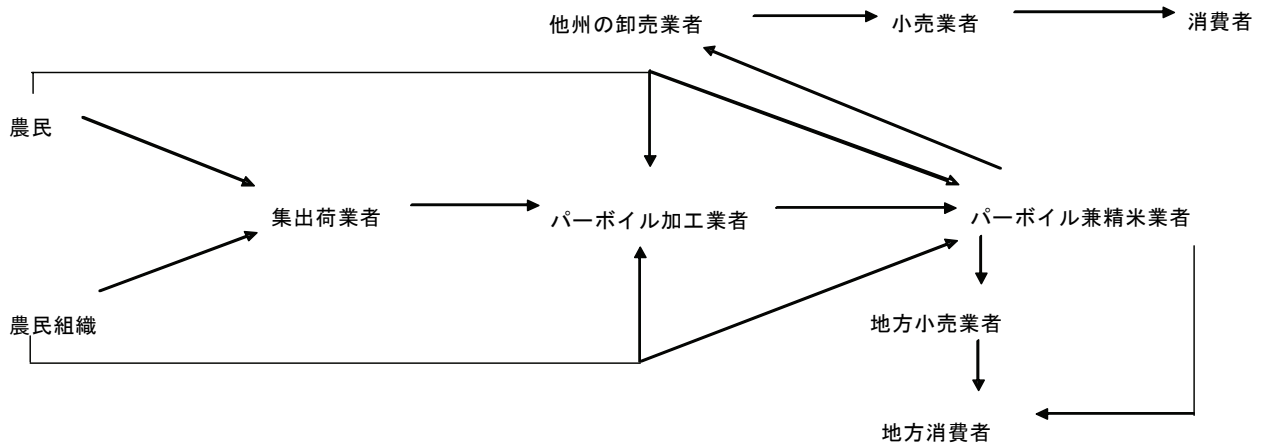 他州の卸売業者
小売業者
消費者
農民
集出荷業者
パーボイル加工業者
パーボイル兼精米業者
農民組織
地方小売業者
地方消費者